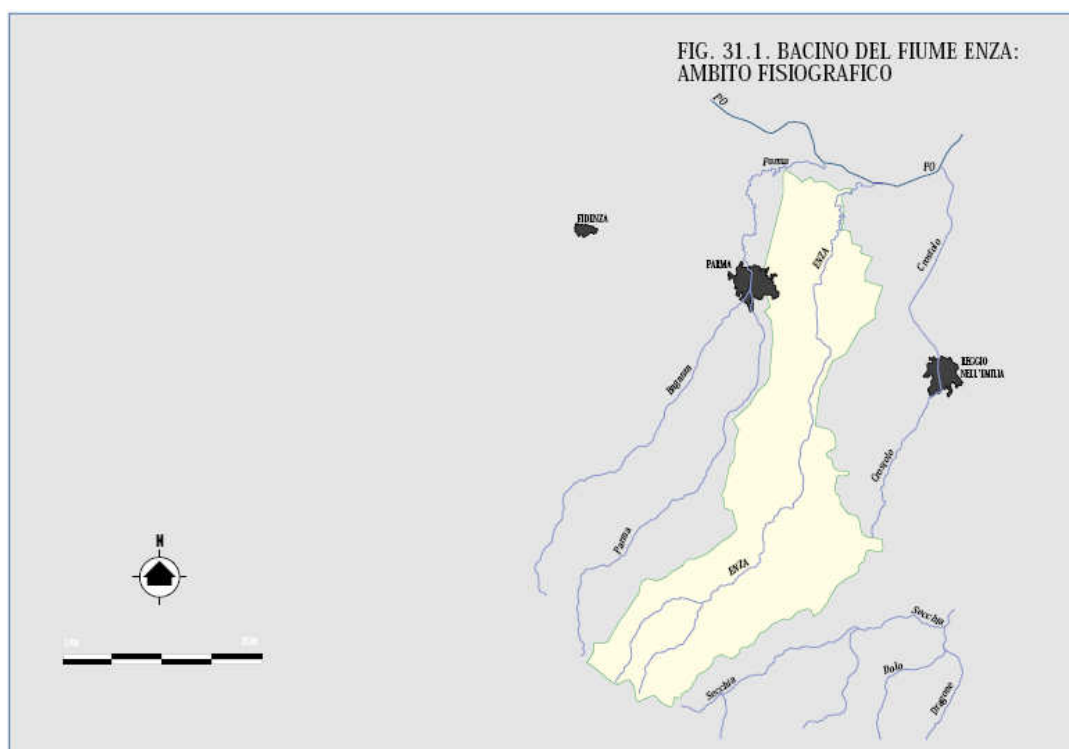 FIG. 31.1. BACINO DEL FIUME ENZA:
AMBITO FISIOGRAFICO
PO
Parma
PO
FIDENZA
PARMA
ENZA
Crostolo
REGGIO
NELL'EMILIA
Crostolo
Parma
ENZA
N
Secchia
Secchia
Dolo
Dragone